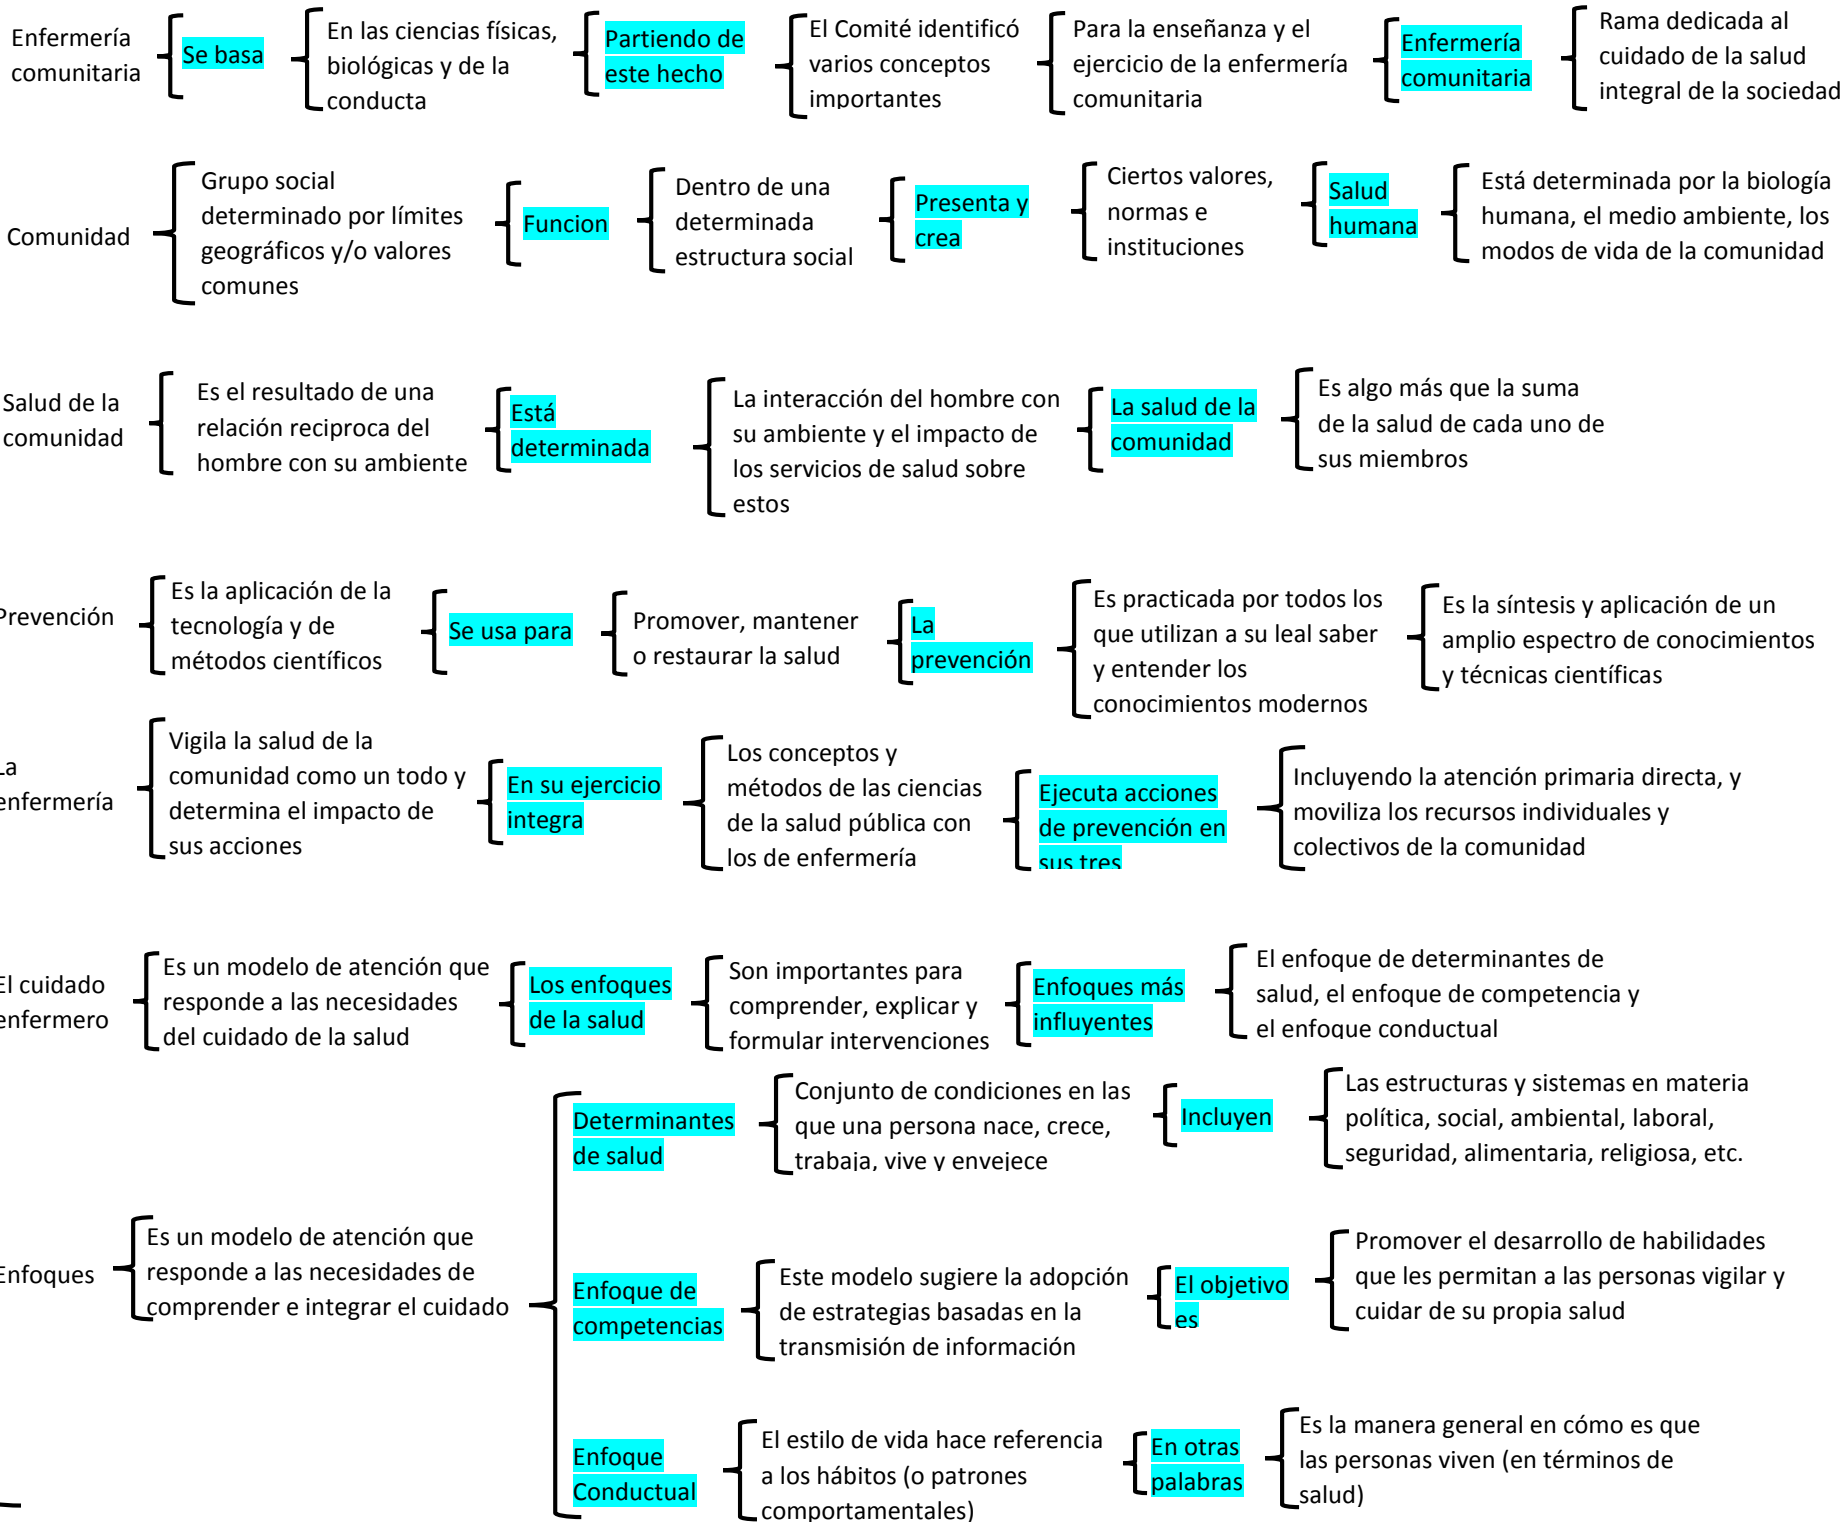 Enfermería
comunitaria
Se basa
En las ciencias físicas,
biológicas y de la
conducta
Partiendo de
este hecho
El Comité identificó
varios conceptos
importantes
Para la enseñanza y el
ejercicio de la enfermería
comunitaria
Enfermería
comunitaria
Rama dedicada al
cuidado de la salud
integral de la sociedad
Comunidad
Grupo social
determinado por límites
geográficos y/o valores
comunes
Funcion
Dentro de una
determinada
estructura social
Presenta y
crea
Ciertos valores,
normas e
instituciones
Salud
humana
Está determinada por la biología
humana, el medio ambiente, los
modos de vida de la comunidad
Salud de la
comunidad
Es el resultado de una
relación reciproca del
hombre con su ambiente
Está
determinada
La interacción del hombre con
su ambiente y el impacto de
los servicios de salud sobre
estos
La salud de la
comunidad
Es algo más que la suma
de la salud de cada uno de
sus miembros
Prevención
Es la aplicación de la
tecnología y de
métodos científicos
Se usa para
Promover, mantener
o restaurar la salud
La
prevención
Es practicada por todos los
que utilizan a su leal saber
y entender los
conocimientos modernos
Es la síntesis y aplicación de un
amplio espectro de conocimientos
y técnicas científicas
La
enfermería
Vigila la salud de la
comunidad como un todo y
determina el impacto de
sus acciones
En su ejercicio
integra
Los conceptos y
métodos de las ciencias
de la salud pública con
los de enfermería
Ejecuta acciones
de prevención en
sus tres
Incluyendo la atención primaria directa, y
moviliza los recursos individuales y
colectivos de la comunidad
El cuidado
enfermero
Es un modelo de atención que
responde a las necesidades
del cuidado de la salud
Los enfoques
de la salud
Son importantes para
comprender, explicar y
formular intervenciones
Enfoques más
influyentes
El enfoque de determinantes de
salud, el enfoque de competencia y
el enfoque conductual
Enfoques
Es un modelo de atención que
responde a las necesidades de
comprender e integrar el cuidado
Determinantes
de salud
Conjunto de condiciones en las
que una persona nace, crece,
trabaja, vive y envejece
Incluyen
Las estructuras y sistemas en materia
política, social, ambiental, laboral,
seguridad, alimentaria, religiosa, etc.
Enfoque de
competencias
Este modelo sugiere la adopción
de estrategias basadas en la
transmisión de información
El objetivo
es
Promover el desarrollo de habilidades
que les permitan a las personas vigilar y
cuidar de su propia salud
Enfoque
Conductual
El estilo de vida hace referencia
a los hábitos (o patrones
comportamentales)
En otras
palabras
Es la manera general en cómo es que
las personas viven (en términos de
salud)